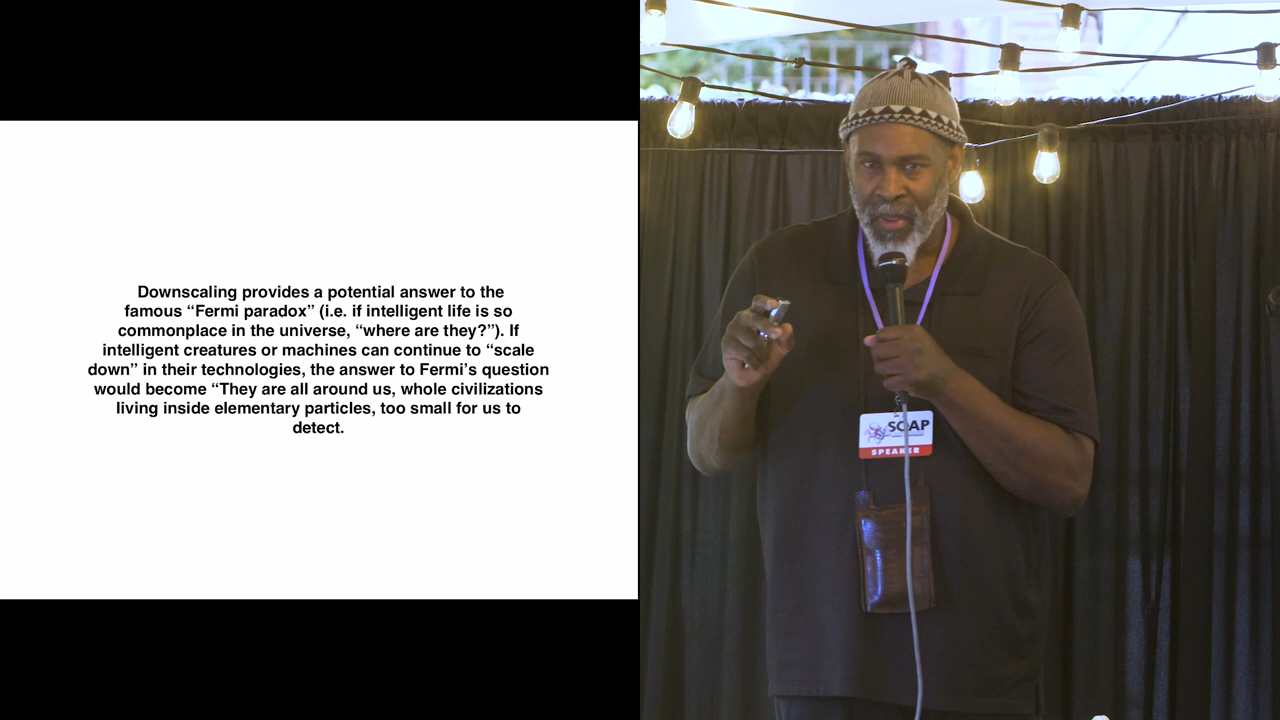 Downscaling provides a potential answer to the
famous “Fermi paradox” (i.e. if intelligent life is so
commonplace in the universe, “where are they?”). If
intelligent creatures or machines can continue to “scale
down” in their technologies, the answer to Fermi’s question
would become “They are all around us, whole civilizations
living inside elementary particles, too small for us to
detect.
SOAP
SPEAKER